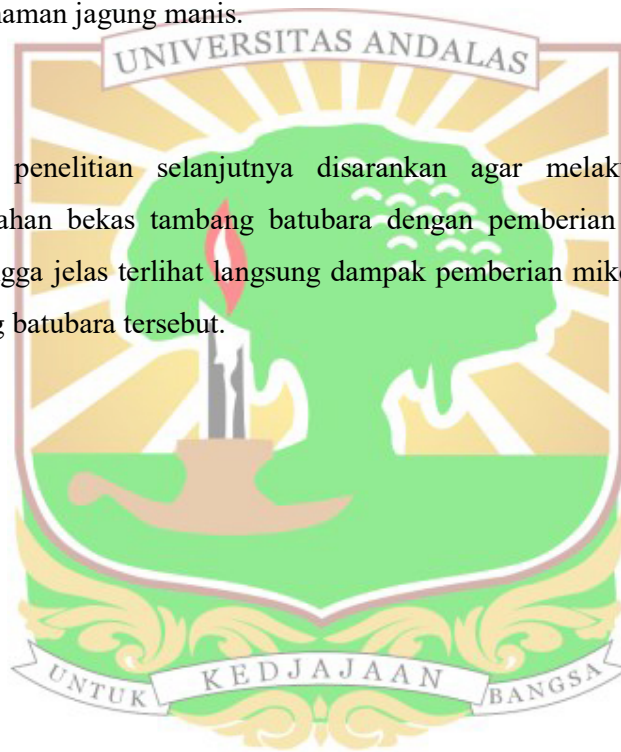 naman jagung manis.
UNIVERSITAS ANDALAS
penelitian selanjutnya disarankan agar melak
ahan bekas tambang batubara dengan pemberian
gga jelas terlihat langsung dampak pemberian mik
g batubara tersebut.
UNTUK KEDJAJAAN BANGSA